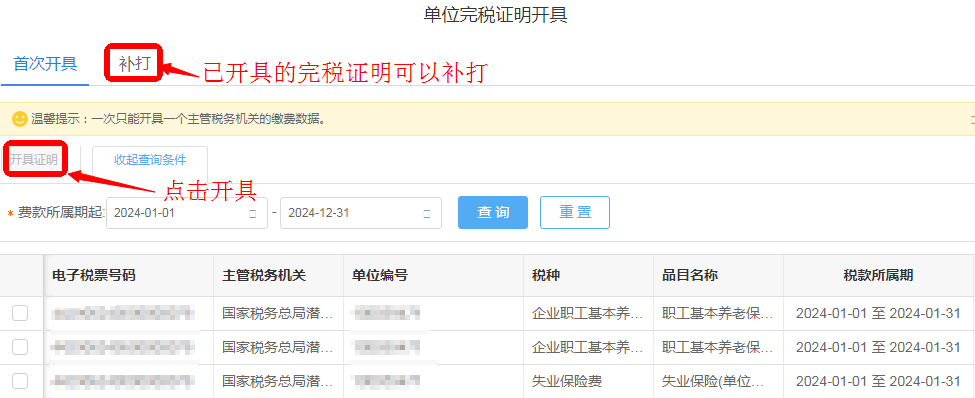 单位完税证明开具
首次开具 补打
已开具的完税证明可以补打
温馨提示：一次只能开具一个主管税务机关的缴费数据。
开具证明 收起查询条件
点击开具
* 费款所属期起: 2024-01-01 - 2024-12-31 查询 重置
电子税票号码 主管税务机关 单位编号 税种 品目名称 税款所属期
国家税务总局潜... 企业职工基本养... 职工基本养老保... 2024-01-01 至 2024-01-31
国家税务总局潜... 企业职工基本养... 职工基本养老保... 2024-01-01 至 2024-01-31
国家税务总局潜... 失业保险费 失业保险(单位... 2024-01-01 至 2024-01-31